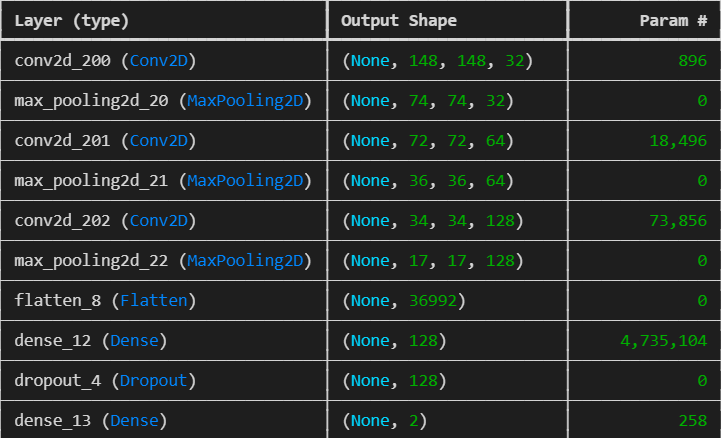 Layer (type) Output Shape Param #
conv2d_200 (Conv2D) (None, 148, 148, 32) 896
max_pooling2d_20 (MaxPooling2D) (None, 74, 74, 32) 0
conv2d_201 (Conv2D) (None, 72, 72, 64) 18,496
max_pooling2d_21 (MaxPooling2D) (None, 36, 36, 64) 0
conv2d_202 (Conv2D) (None, 34, 34, 128) 73,856
max_pooling2d_22 (MaxPooling2D) (None, 17, 17, 128) 0
flatten_8 (Flatten) (None, 36992) 0
dense_12 (Dense) (None, 128) 4,735,104
dropout_4 (Dropout) (None, 128) 0
dense_13 (Dense) (None, 2) 258